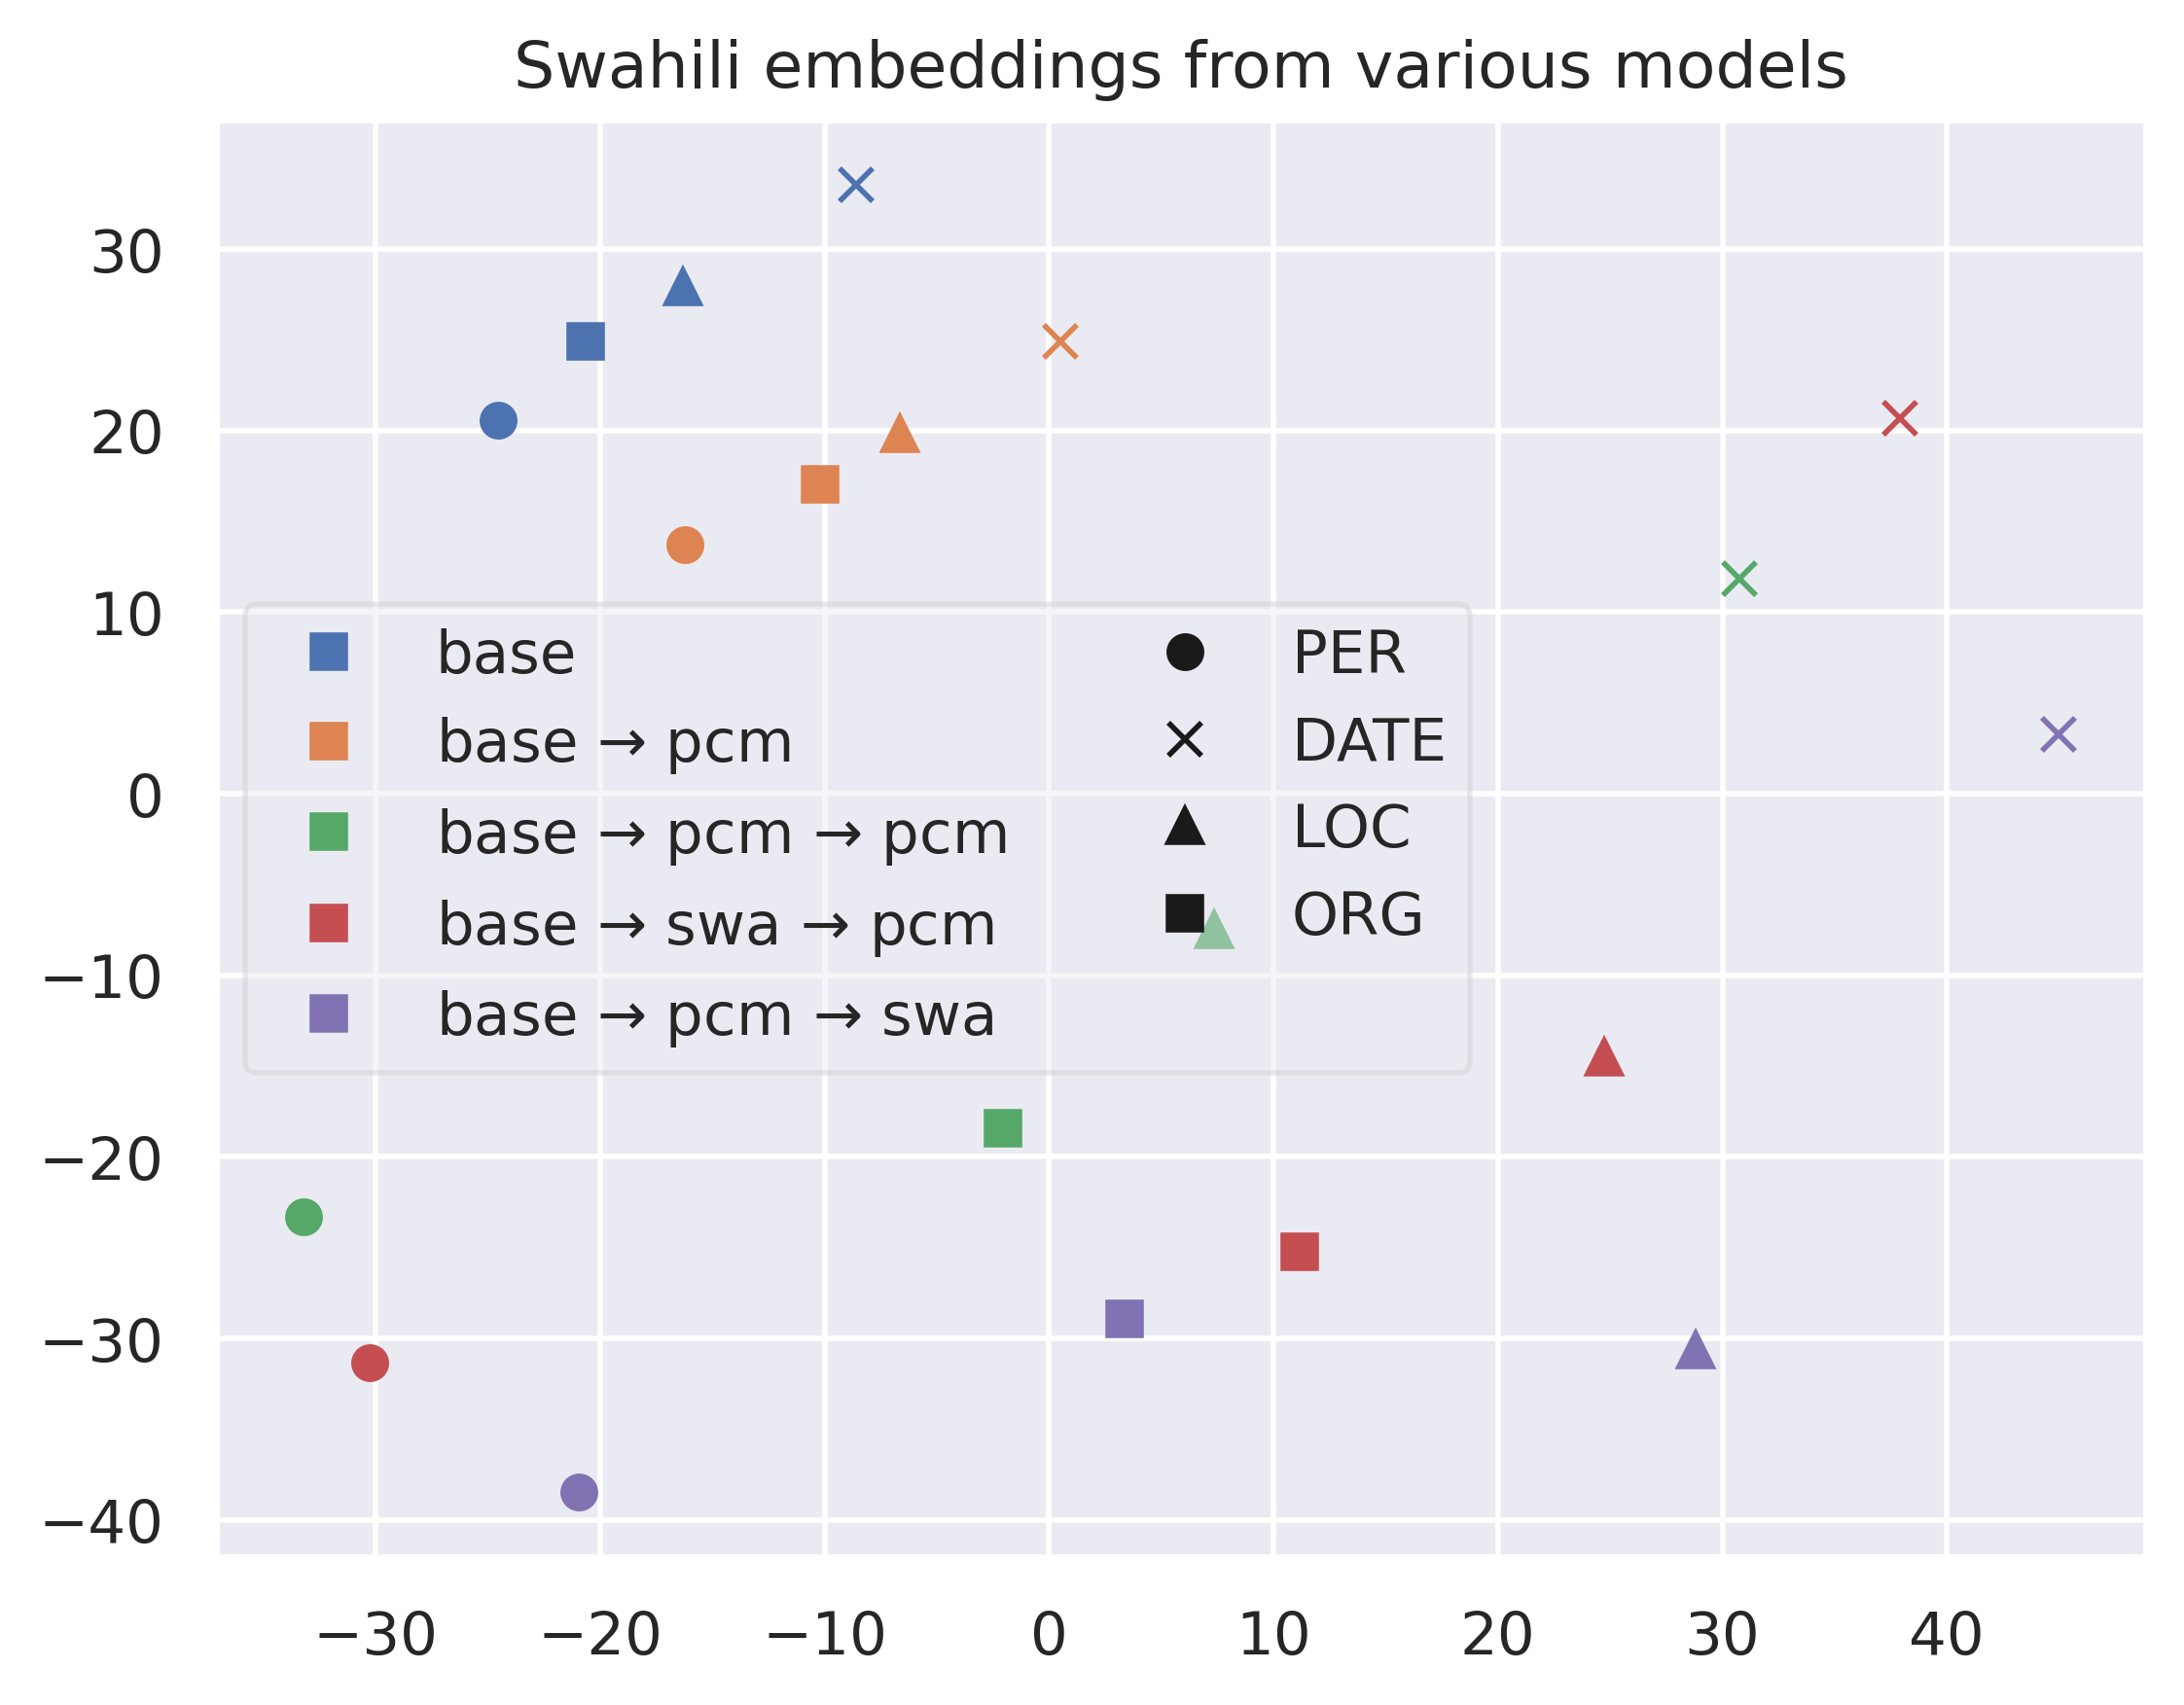 Swahili embeddings from various models
30
20
10
0
−10
−20
−30
−40
base
base → pcm
base → pcm → pcm
base → swa → pcm
base → pcm → swa
PER
DATE
LOC
ORG
−30 −20 −10 0 10 20 30 40